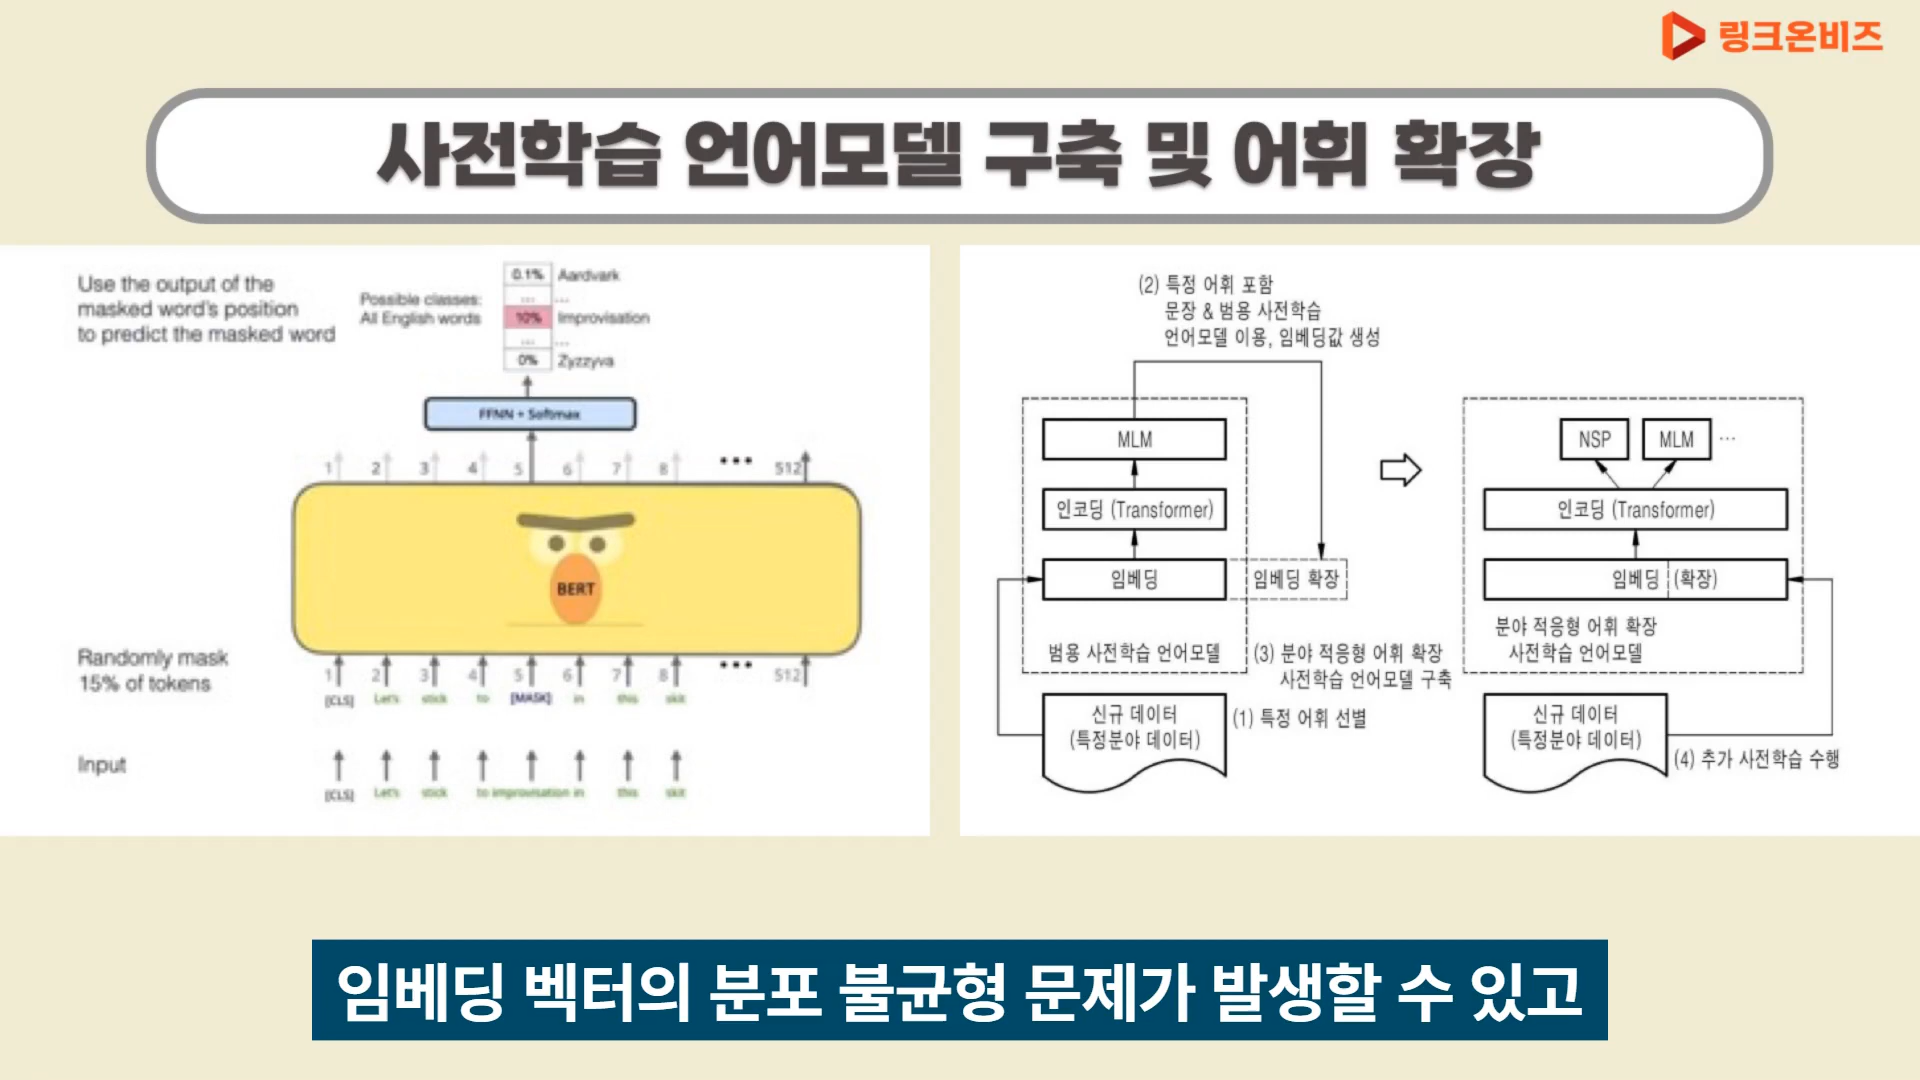 링크온비즈
사전학습 언어모델 구축 및 어휘 확장
Use the output of the
masked word's position
to predict the masked word
Possible classes:
All English words
0.1% Aardvark
... ...
10% Improvisation
... ...
0% Zyzzyva
FFNN + Softmax
1 2 3 4 5 6 7 8 ••• 512
BERT
Randomly mask
15% of tokens
1 2 3 4 5 6 7 8 ••• 512
[CLS] Let's stick to [MASK] in this skit
Input
[CLS] Let's stick to improvisation in this skit
(2) 특정 어휘 포함
문장 & 범용 사전학습
언어모델 이용, 임베딩값 생성
MLM
인코딩 (Transformer)
임베딩
임베딩 확장
범용 사전학습 언어모델
(3) 분야 적응형 어휘 확장
사전학습 언어모델 구축
신규 데이터
(특정분야 데이터)
(1) 특정 어휘 선별
NSP MLM ···
인코딩 (Transformer)
임베딩 (확장)
분야 적응형 어휘 확장
사전학습 언어모델
신규 데이터
(특정분야 데이터)
(4) 추가 사전학습 수행
임베딩 벡터의 분포 불균형 문제가 발생할 수 있고